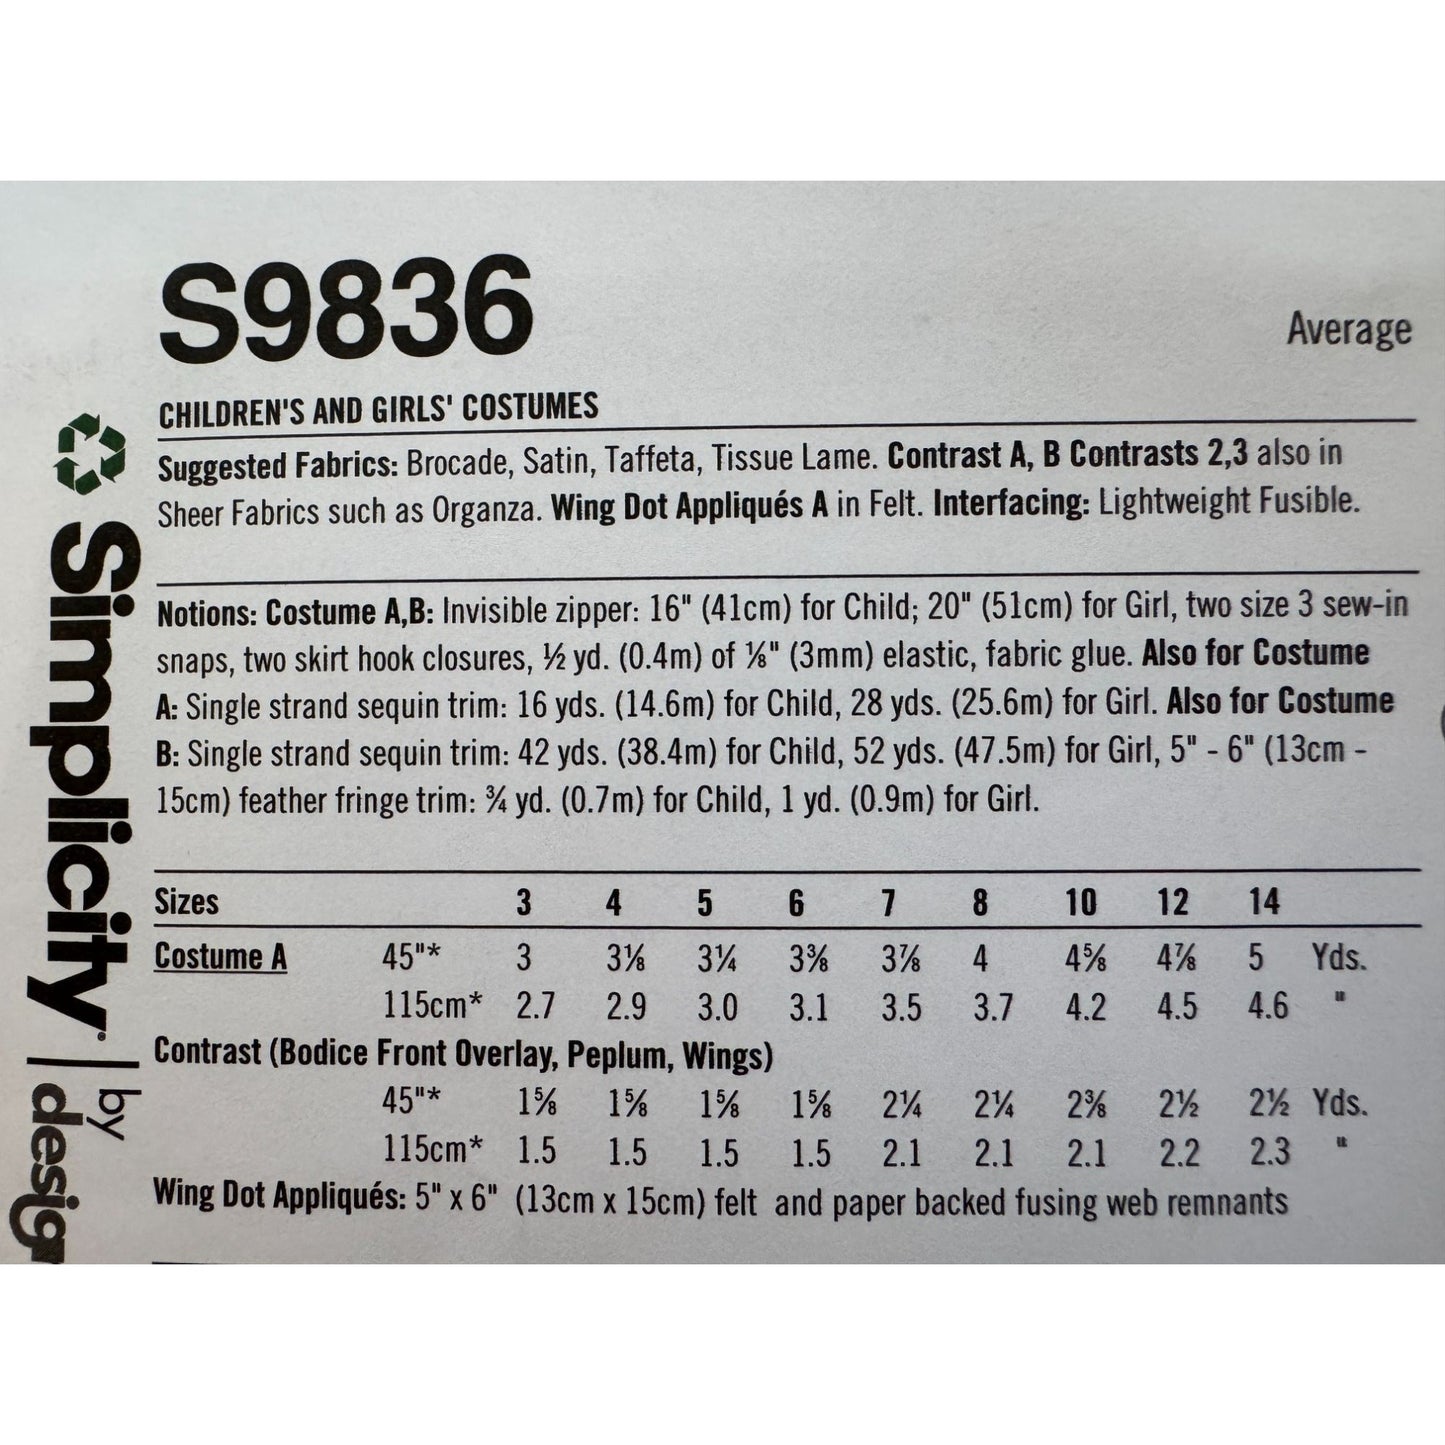 S9836
Average
CHILDREN'S AND GIRLS' COSTUMES
Suggested Fabrics: Brocade, Satin, Taffeta, Tissue Lame. Contrast A, B Contrasts 2,3 also in
Sheer Fabrics such as Organza. Wing Dot Appliqués A in Felt. Interfacing: Lightweight Fusible.
Notions: Costume A,B: Invisible zipper: 16" (41cm) for Child; 20" (51cm) for Girl, two size 3 sew-in
snaps, two skirt hook closures, ½ yd. (0.4m) of ⅛" (3mm) elastic, fabric glue. Also for Costume
A: Single strand sequin trim: 16 yds. (14.6m) for Child, 28 yds. (25.6m) for Girl. Also for Costume
B: Single strand sequin trim: 42 yds. (38.4m) for Child, 52 yds. (47.5m) for Girl, 5" - 6" (13cm -
15cm) feather fringe trim: ¾ yd. (0.7m) for Child, 1 yd. (0.9m) for Girl.
Sizes 3 4 5 6 7 8 10 12 14
Costume A 45"* 3 3⅛ 3¼ 3⅜ 3⅞ 4 4⅝ 4⅞ 5 Yds.
115cm* 2.7 2.9 3.0 3.1 3.5 3.7 4.2 4.5 4.6 "
Contrast (Bodice Front Overlay, Peplum, Wings)
45"* 1⅝ 1⅝ 1⅝ 1⅝ 2¼ 2¼ 2⅜ 2½ 2½ Yds.
115cm* 1.5 1.5 1.5 1.5 2.1 2.1 2.1 2.2 2.3 "
Wing Dot Appliqués: 5" x 6" (13cm x 15cm) felt and paper backed fusing web remnants
Simplicity | by
design